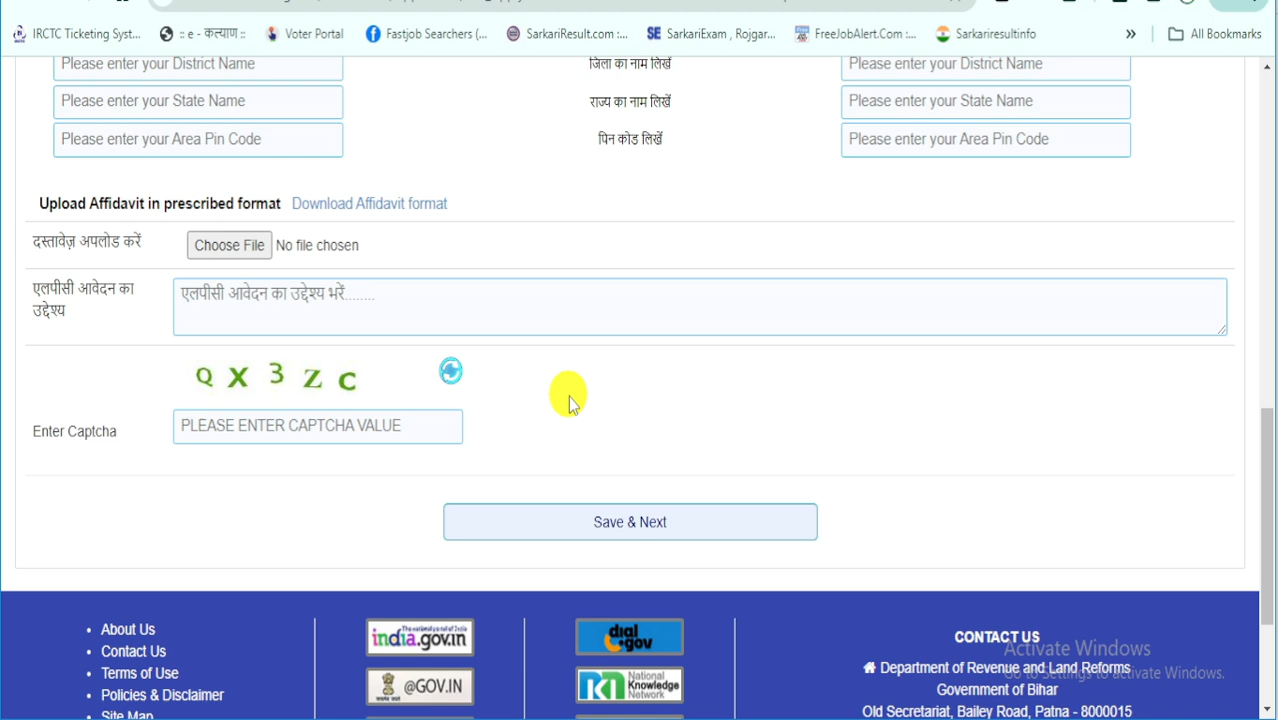 IRCTC Ticketing Syst... :: e - कल्याण :: Voter Portal Fastjob Searchers (... SarkariResult.com :... SarkariExam , Rojgar... FreeJobAlert.Com :... Sarkariresultinfo » All Bookmarks
Please enter your District Name जिला का नाम लिखें Please enter your District Name
Please enter your State Name राज्य का नाम लिखें Please enter your State Name
Please enter your Area Pin Code पिन कोड लिखें Please enter your Area Pin Code
Upload Affidavit in prescribed format Download Affidavit format
दस्तावेज़ अपलोड करें Choose File No file chosen
एलपीसी आवेदन का
उद्देश्य
एलपीसी आवेदन का उद्देश्य भरें........
Q X 3 Z C
Enter Captcha PLEASE ENTER CAPTCHA VALUE
Save & Next
• About Us
• Contact Us
• Terms of Use
• Policies & Disclaimer
• Site Map
The national portal of India
india.gov.in
@GOV.IN
dial.gov
National
Knowledge
Network
CONTACT US
Department of Revenue and Land Reforms
Government of Bihar
Old Secretariat, Bailey Road, Patna - 8000015
Activate Windows
Go to Settings to activate Windows.